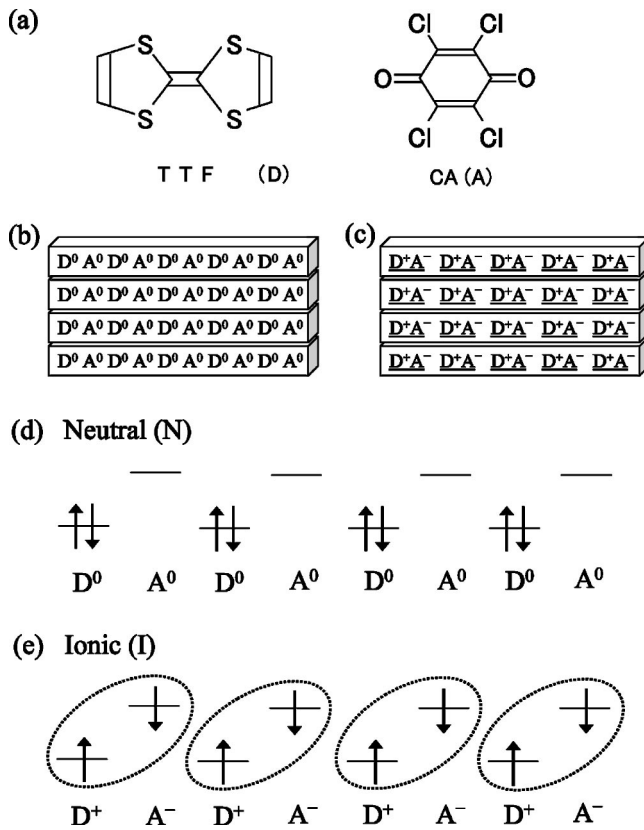 (a)
S S Cl Cl
O O
S S Cl Cl
T T F (D) CA (A)
(b) (c)
D⁰ A⁰ D⁰ A⁰ D⁰ A⁰ D⁰ A⁰ D⁰ A⁰ D⁺A⁻ D⁺A⁻ D⁺A⁻ D⁺A⁻ D⁺A⁻
D⁰ A⁰ D⁰ A⁰ D⁰ A⁰ D⁰ A⁰ D⁰ A⁰ D⁺A⁻ D⁺A⁻ D⁺A⁻ D⁺A⁻ D⁺A⁻
D⁰ A⁰ D⁰ A⁰ D⁰ A⁰ D⁰ A⁰ D⁰ A⁰ D⁺A⁻ D⁺A⁻ D⁺A⁻ D⁺A⁻ D⁺A⁻
D⁰ A⁰ D⁰ A⁰ D⁰ A⁰ D⁰ A⁰ D⁰ A⁰ D⁺A⁻ D⁺A⁻ D⁺A⁻ D⁺A⁻ D⁺A⁻
(d) Neutral (N)
D⁰ A⁰ D⁰ A⁰ D⁰ A⁰ D⁰ A⁰
(e) Ionic (I)
D⁺ A⁻ D⁺ A⁻ D⁺ A⁻ D⁺ A⁻